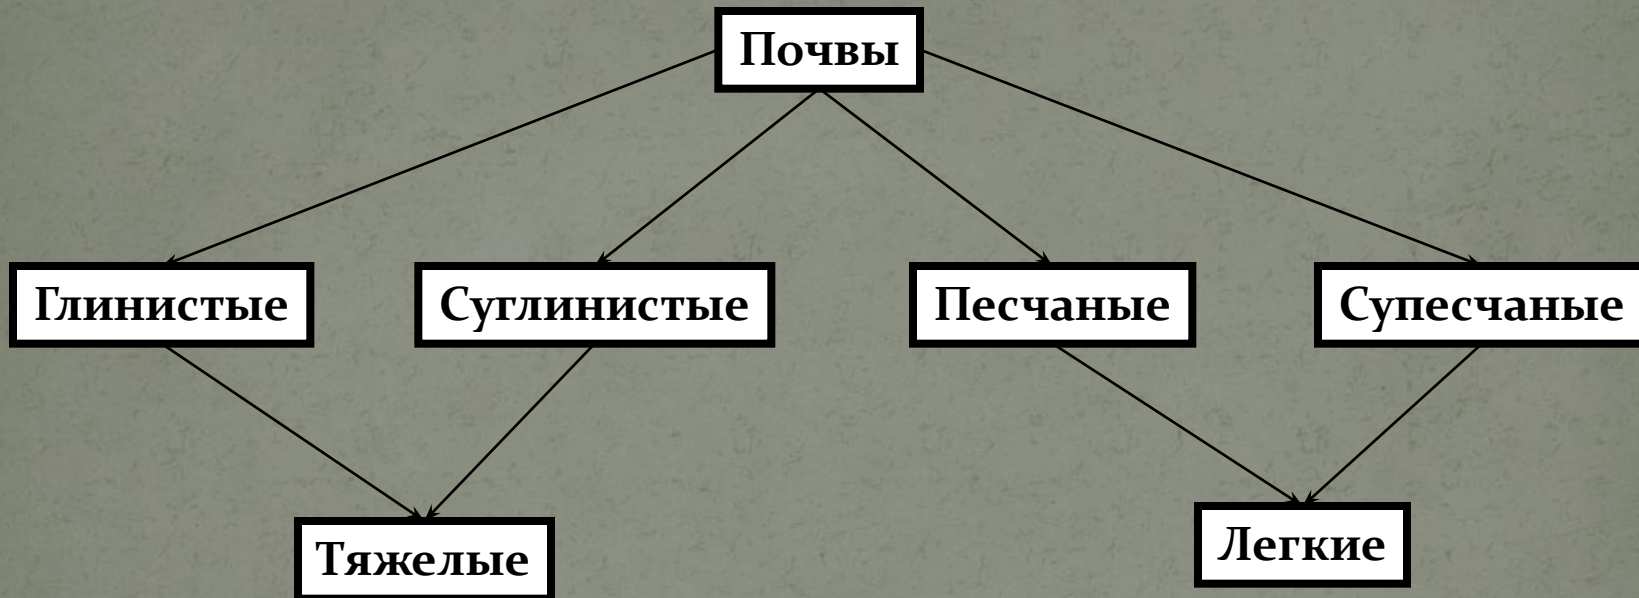 Почвы
Глинистые
Суглинистые
Песчаные
Супесчаные
Тяжелые
Легкие